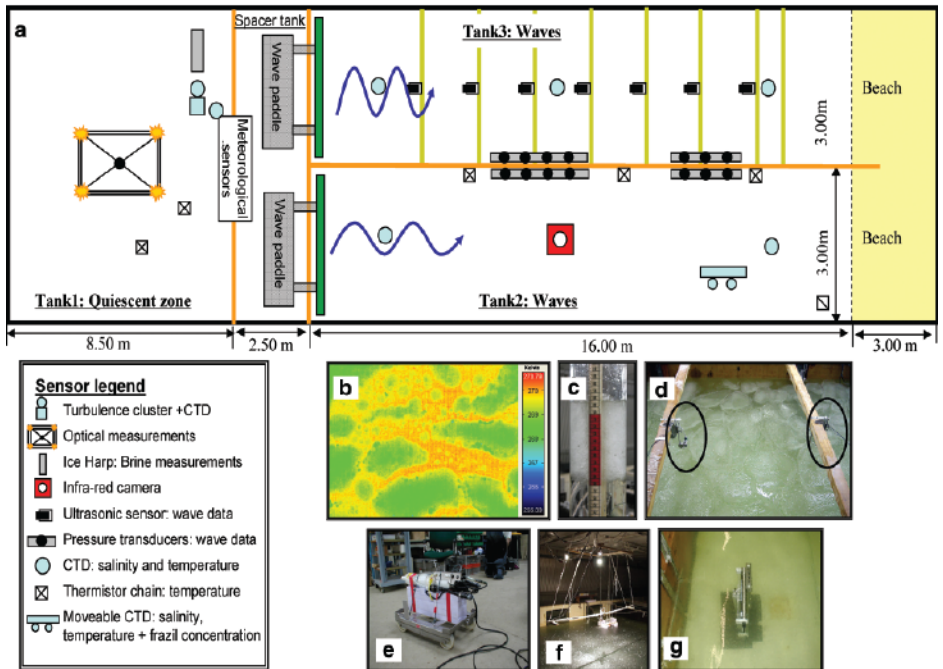 a
Spacer tank
Tank3: Waves
Wave paddle
Meteorological
sensors
Beach
3.00m
Wave paddle
3.00m
Beach
Tank1: Quiescent zone
Tank2: Waves
8.50 m
2.50 m
16.00 m
3.00 m
Sensor legend
Turbulence cluster +CTD
Optical measurements
Ice Harp: Brine measurements
Infra-red camera
Ultrasonic sensor: wave data
Pressure transducers: wave data
CTD: salinity and temperature
Thermistor chain: temperature
Moveable CTD: salinity,
temperature + frazil concentration
b
Kelvin
c
d
e
f
g